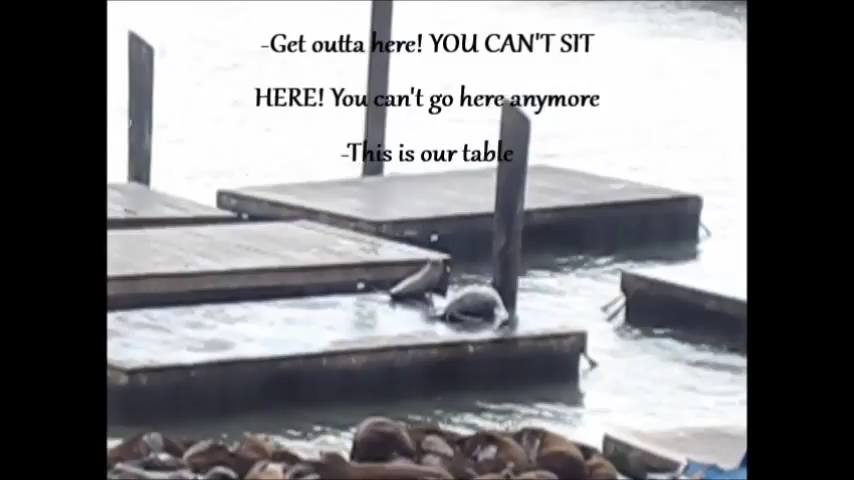 -Get outta here! YOU CAN'T SIT
HERE! You can't go here anymore
-This is our table